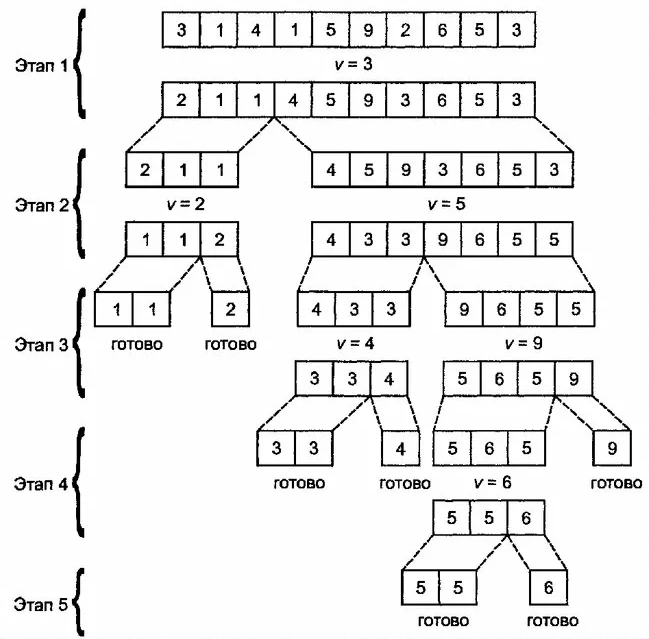 3 1 4 1 5 9 2 6 5 3
Этап 1
v = 3
2 1 1 4 5 9 3 6 5 3
2 1 1 4 5 9 3 6 5 3
Этап 2
v = 2 v = 5
1 1 2 4 3 3 9 6 5 5
1 1 2 4 3 3 9 6 5 5
Этап 3
готово готово v = 4 v = 9
3 3 4 5 6 5 9
3 3 4 5 6 5 9
Этап 4
готово готово v = 6 готово
5 5 6
5 5 6
Этап 5
готово готово